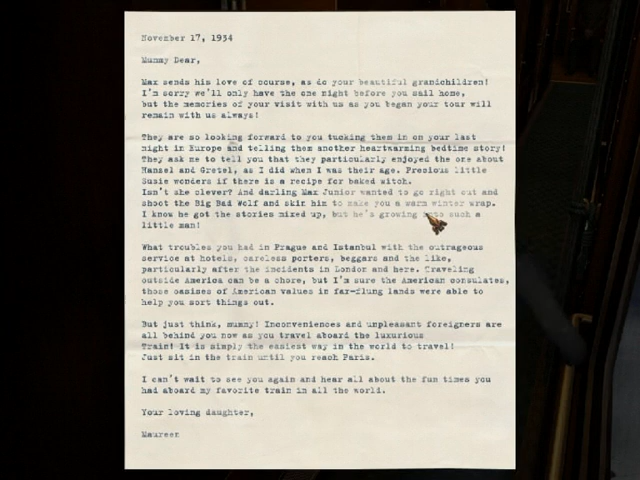 November 17, 1934
Mummy Dear,
Max sends his love of course, as do your beautiful grandchildren!
I'm sorry we'll only have the one night before you sail home,
but the memories of your visit with us as you began your tour will
remain with us always!
They are so looking forward to you tucking them in on your last
night in Europe and telling them another heartwarming bedtime story!
They ask me to tell you that they particularly enjoyed the one about
Hansel and Gretel, as I did when I was their age. Precious little
Susie wonders if there is a recipe for baked witch.
Isn't she clever? And darling Max Junior wanted to go right out and
shoot the Big Bad Wolf and skin him to make you a warm winter wrap.
I know he got the stories mixed up, but he's growing into such a
little man!
What troubles you had in Prague and Istanbul with the outrageous
service at hotels, careless porters, beggars and the like,
particularly after the incidents in London and here. Traveling
outside America can be a chore, but I'm sure the American consulates,
those oasises of American values in far-flung lands were able to
help you sort things out.
But just think, mummy! Inconveniences and unpleasant foreigners are
all behind you now as you travel aboard the luxurious
Train! It is simply the easiest way in the world to travel!
Just sit in the train until you reach Paris.
I can't wait to see you again and hear all about the fun times you
had aboard my favorite train in all the world.
Your loving daughter,
Maureen